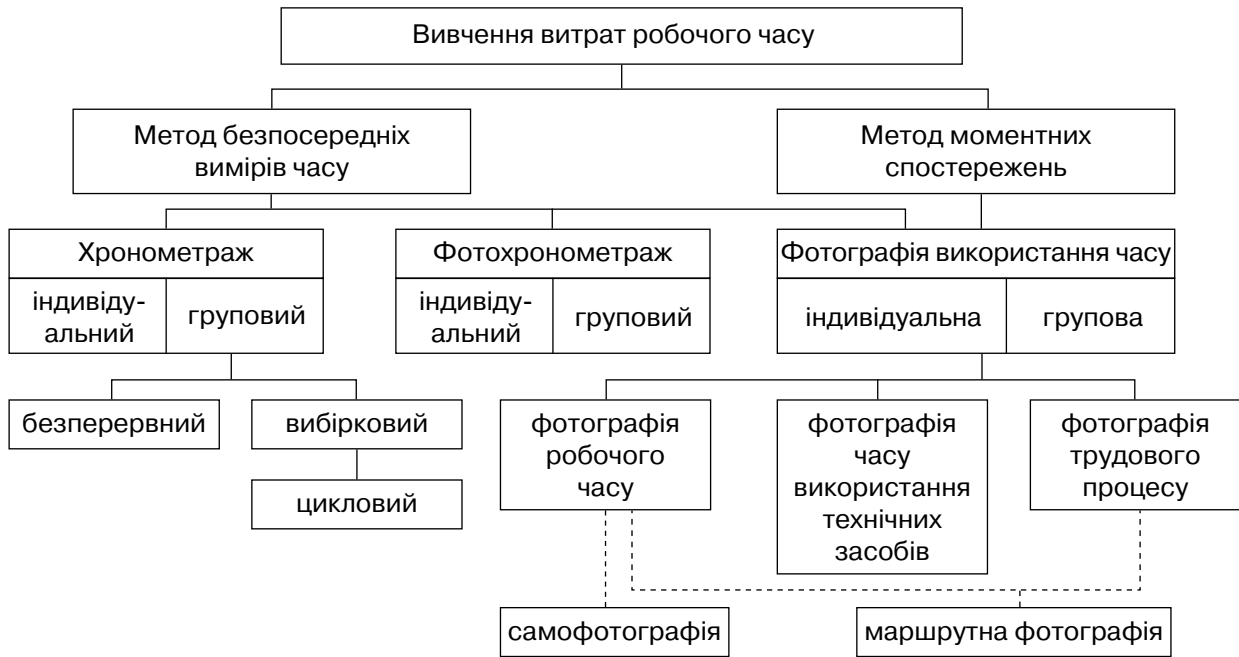 Вивчення витрат робочого часу
Метод безпосередніх
вимірів часу
Метод моментних
спостережень
Хронометраж
індивіду-
альний
груповий
Фотохронометраж
індивіду-
альний
груповий
Фотографія використання часу
індивідуальна
групова
безперервний
вибірковий
цикловий
фотографія
робочого
часу
фотографія
часу
використання
технічних
засобів
фотографія
трудового
процесу
самофотографія
маршрутна фотографія